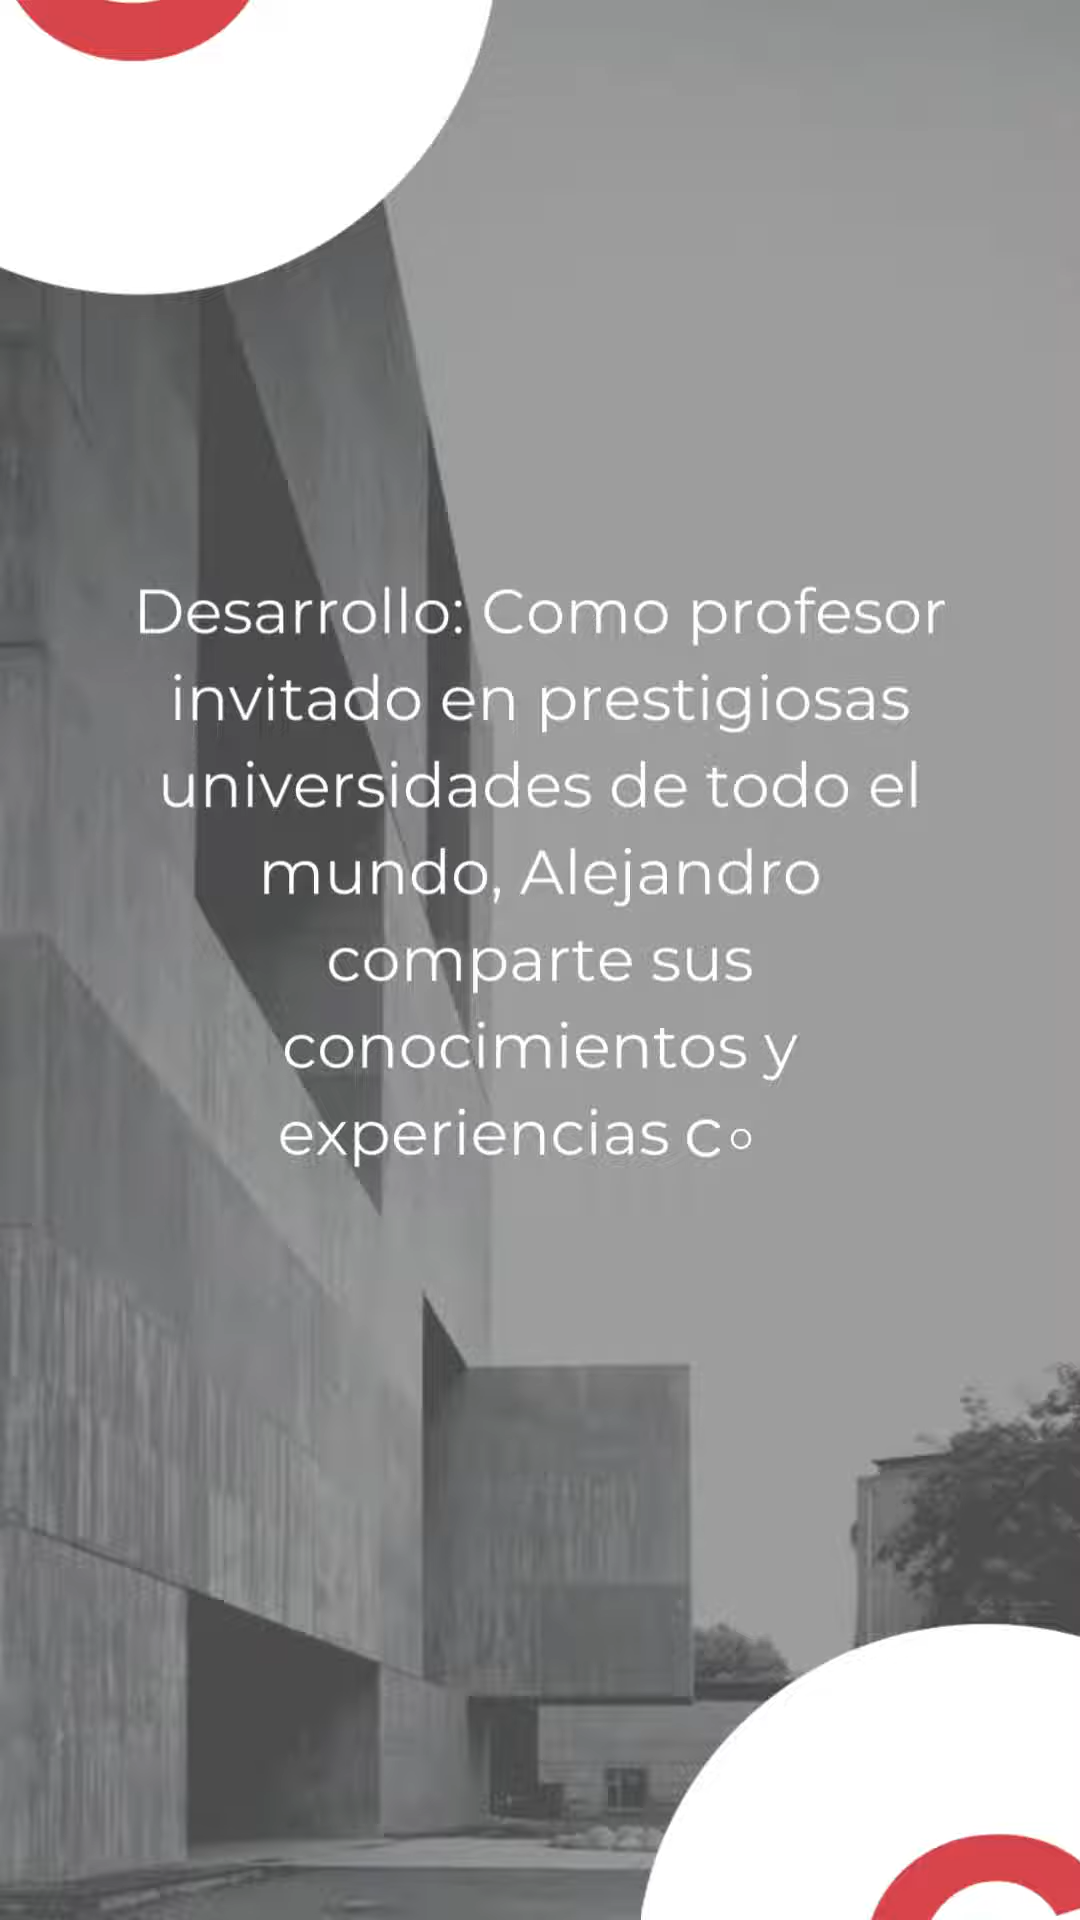 Desarrollo: Como profesor
invitado en prestigiosas
universidades de todo el
mundo, Alejandro
comparte sus
conocimientos y
experiencias co